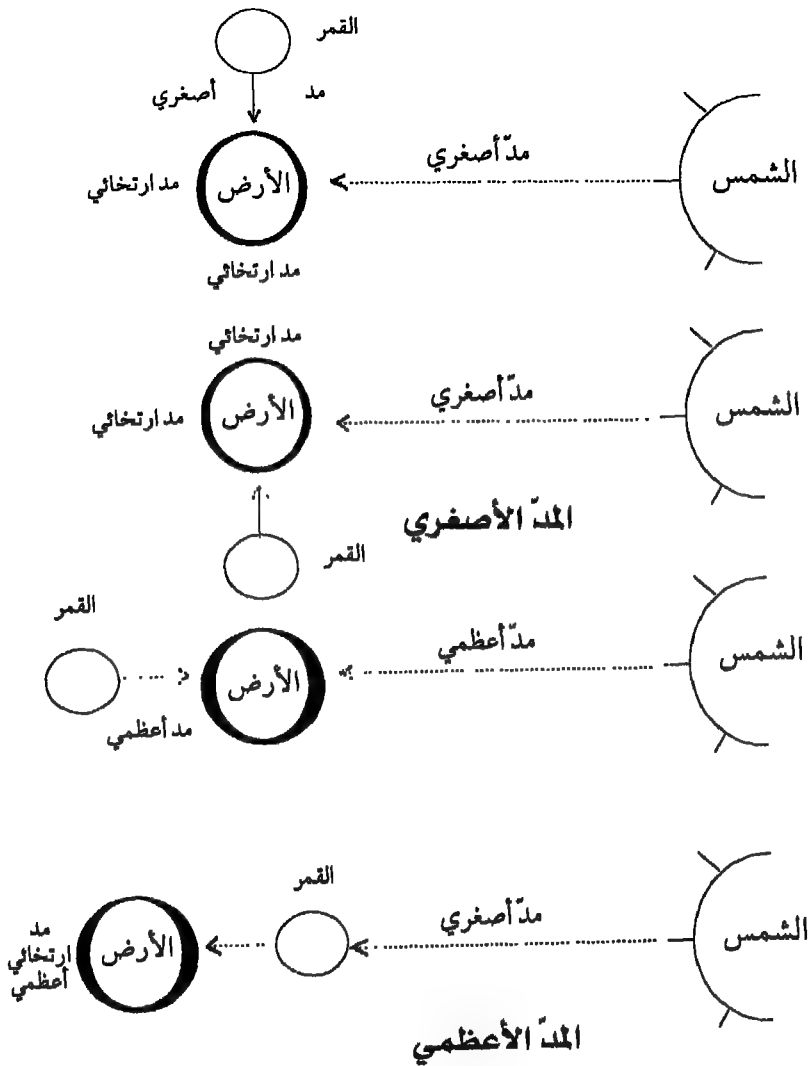 القمر
مد أصغري
مدّ أصغري
الشمس
الأرض
مد ارتخائي
مد ارتخائي
مد ارتخائي
مدّ أصغري
الشمس
الأرض
مد ارتخائي
المدّ الأصغري
القمر
القمر
مدّ أعظمي
الشمس
الأرض
مد أعظمي
القمر
مدّ أصغري
الشمس
الأرض
مد
ارتخائي
أعظمي
المدّ الأعظمي